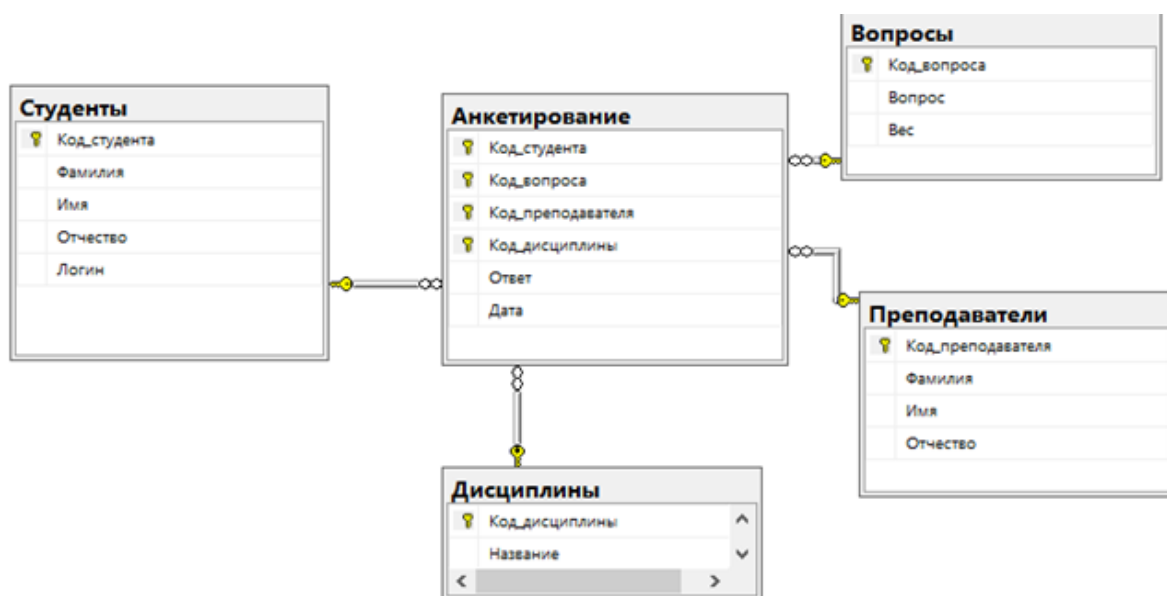 Студенты
Код_студента
Фамилия
Имя
Отчество
Логин
Анкетирование
Код_студента
Код_вопроса
Код_преподавателя
Код_дисциплины
Ответ
Дата
Вопросы
Код_вопроса
Вопрос
Вес
Преподаватели
Код_преподавателя
Фамилия
Имя
Отчество
Дисциплины
Код_дисциплины
Название